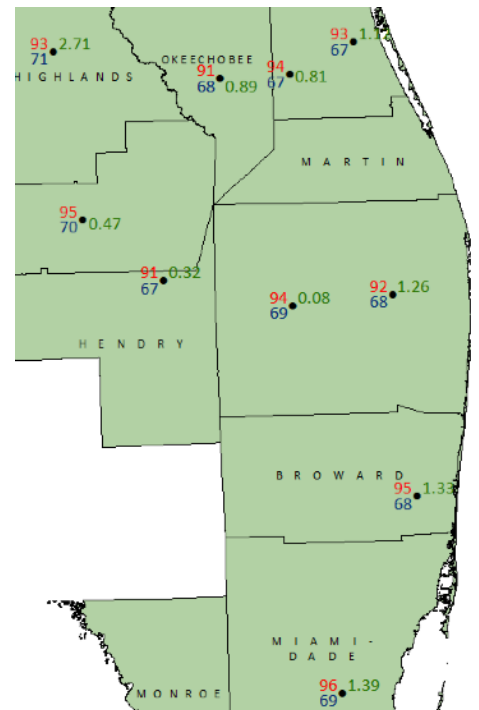 93 2.71
71
HIGHLANDS
OKEECHOBEE
91
68 0.89
94
67 0.81
93
67
MARTIN
95
70 0.47
91 0.32
67
94 0.08
69
92 1.26
68
HENDRY
BROWARD
95 1.33
68
MIAMI-
DADE
MONROE
96 1.39
69